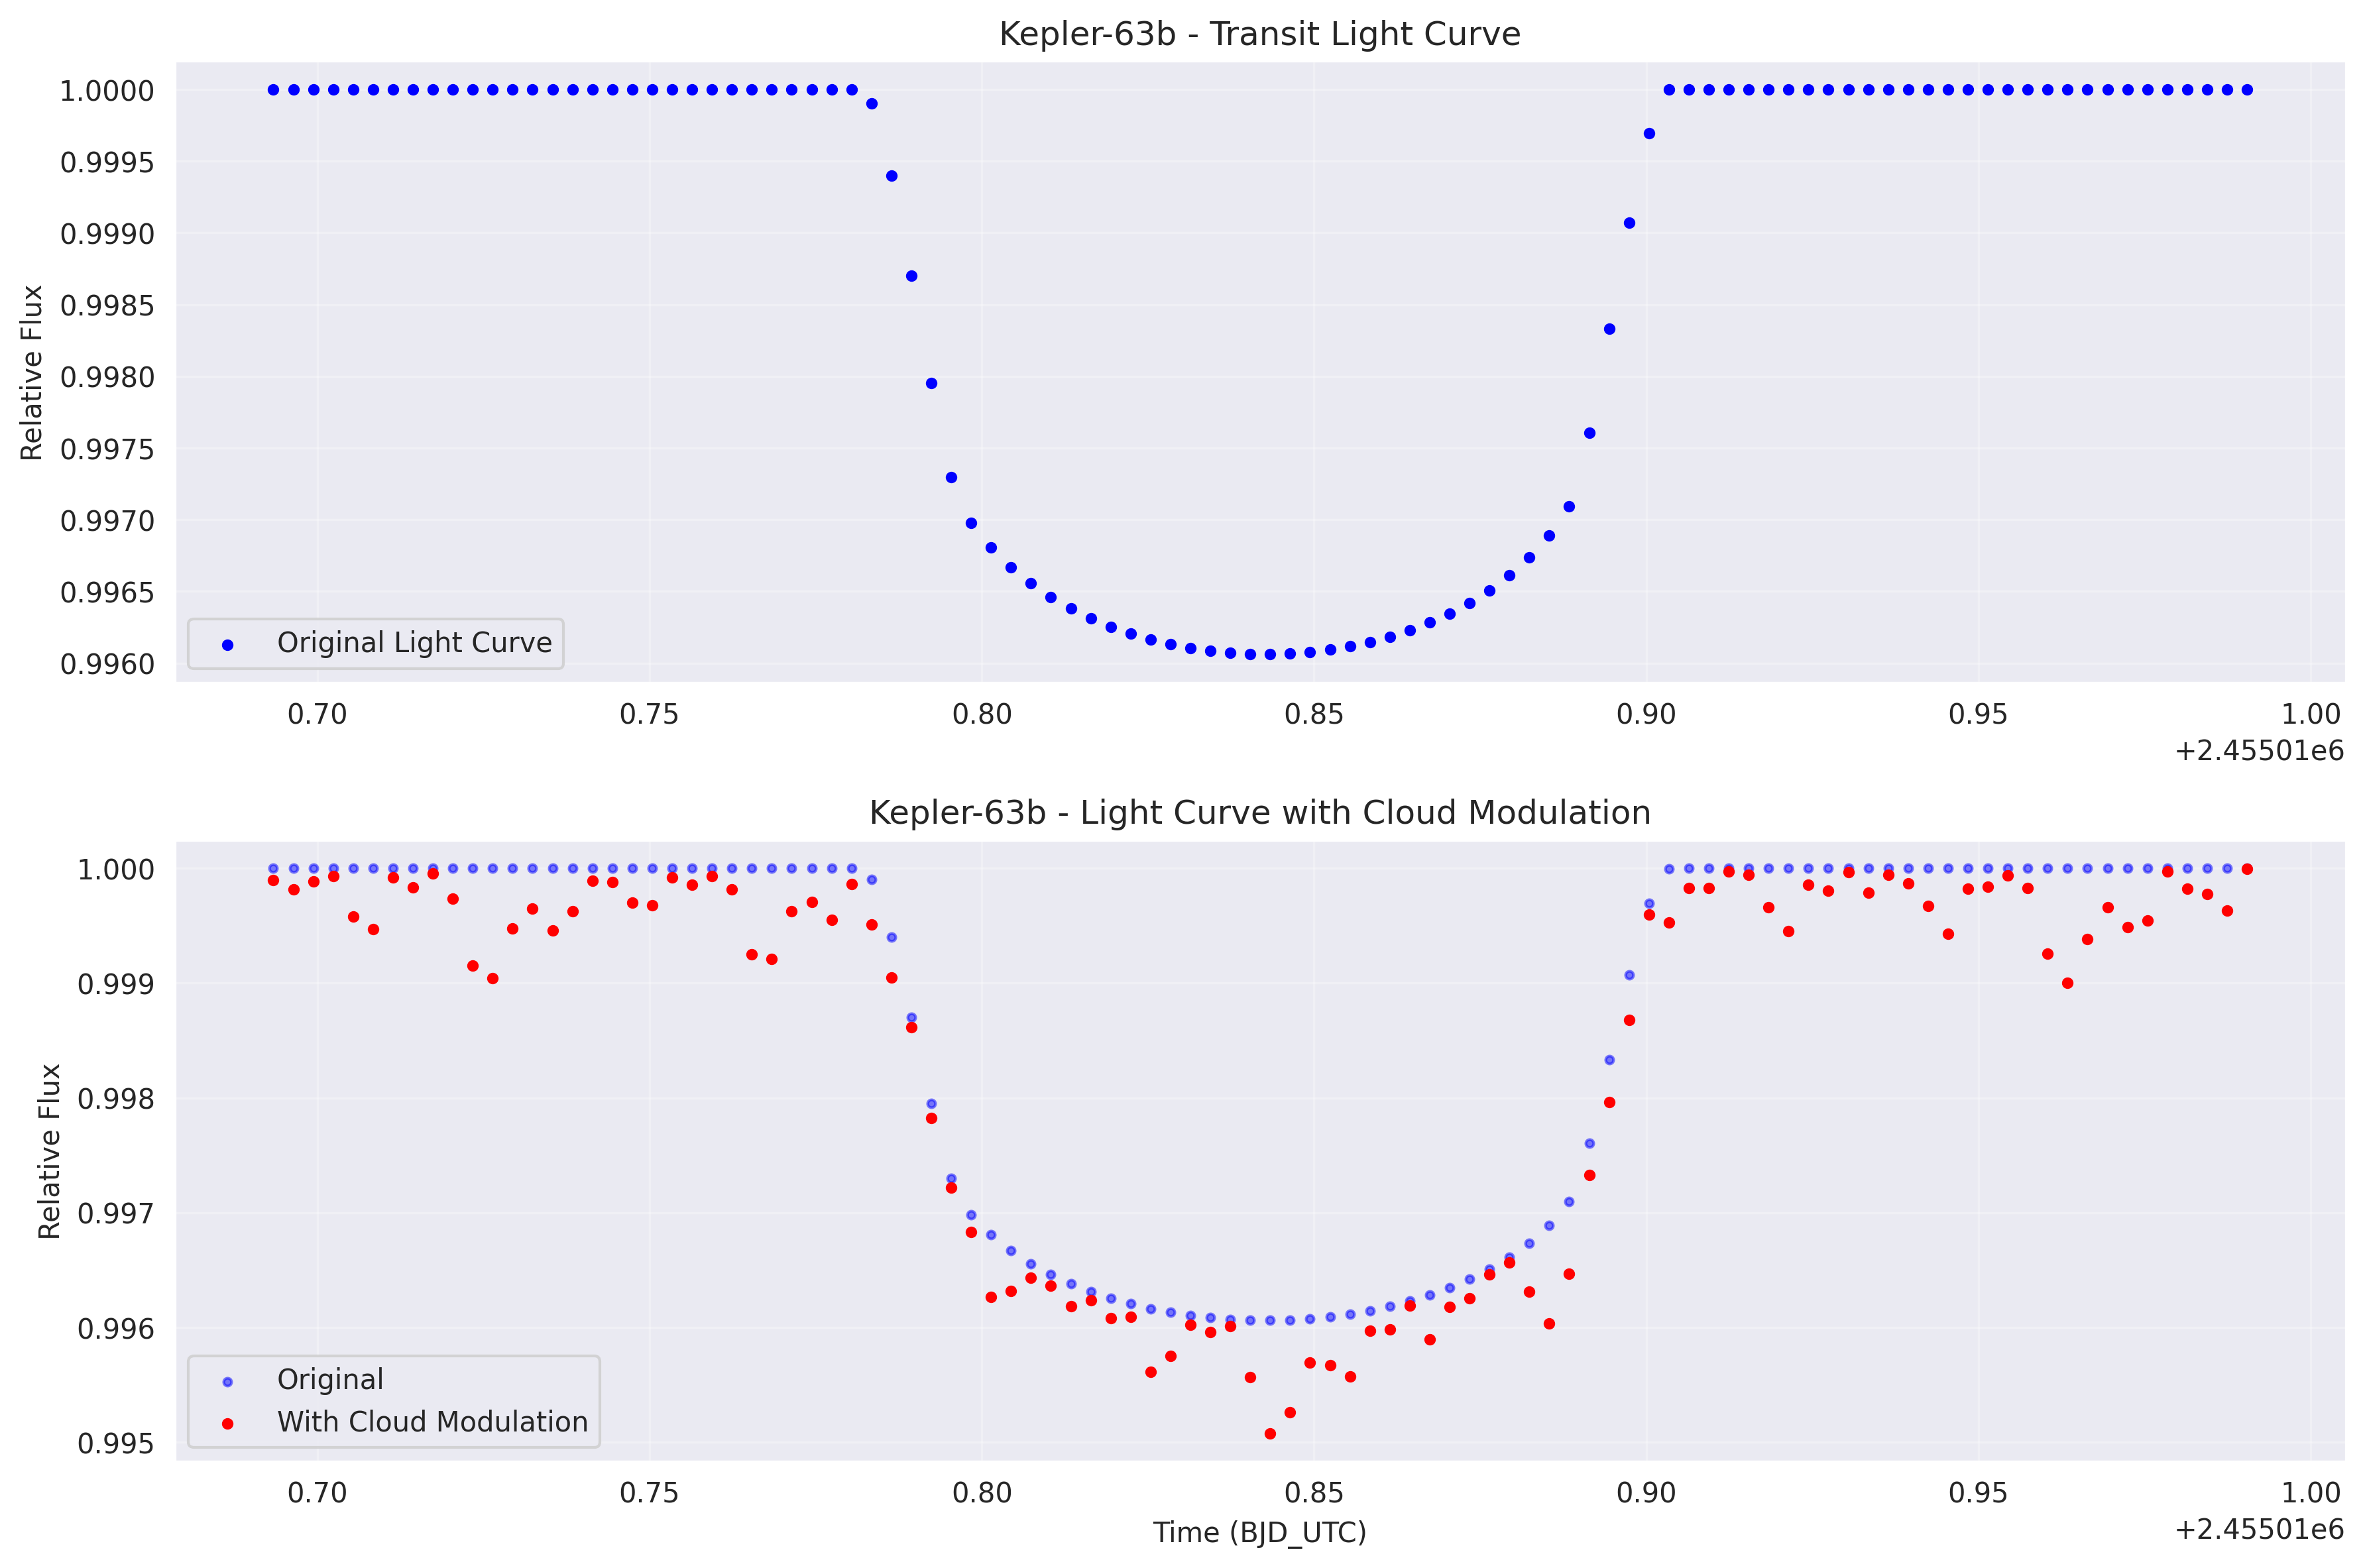 Kepler-63b - Transit Light Curve
1.0000
0.9995
0.9990
0.9985
0.9980
0.9975
0.9970
0.9965
0.9960
Relative Flux
Original Light Curve
0.70 0.75 0.80 0.85 0.90 0.95 1.00
+2.45501e6
Kepler-63b - Light Curve with Cloud Modulation
1.000
0.999
0.998
0.997
0.996
0.995
Relative Flux
Original
With Cloud Modulation
0.70 0.75 0.80 0.85 0.90 0.95 1.00
Time (BJD_UTC)
+2.45501e6